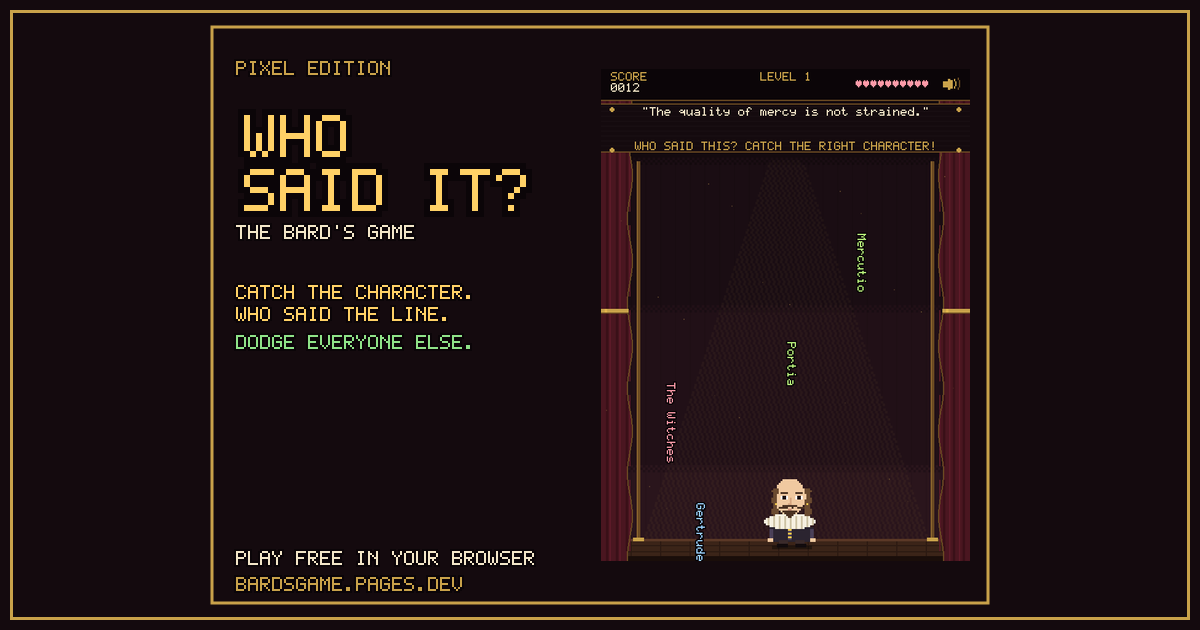 PIXEL EDITION
WHO
SAID IT?
THE BARD'S GAME
CATCH THE CHARACTER.
WHO SAID THE LINE.
DODGE EVERYONE ELSE.
PLAY FREE IN YOUR BROWSER
BARDSGAME.PAGES.DEV
SCORE
0012
LEVEL 1
"The quality of mercy is not strained."
WHO SAID THIS? CATCH THE RIGHT CHARACTER!
Mercutio
Portia
The Witches
Gertrude